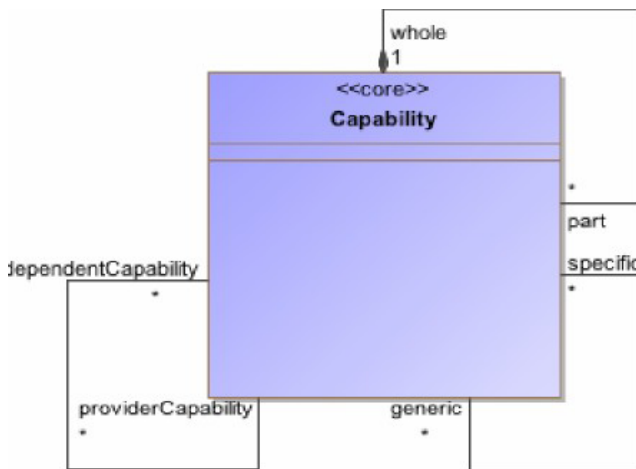 whole
1
<<core>>
Capability
*
part
dependentCapability
specific
*
*
providerCapability
generic
*
*